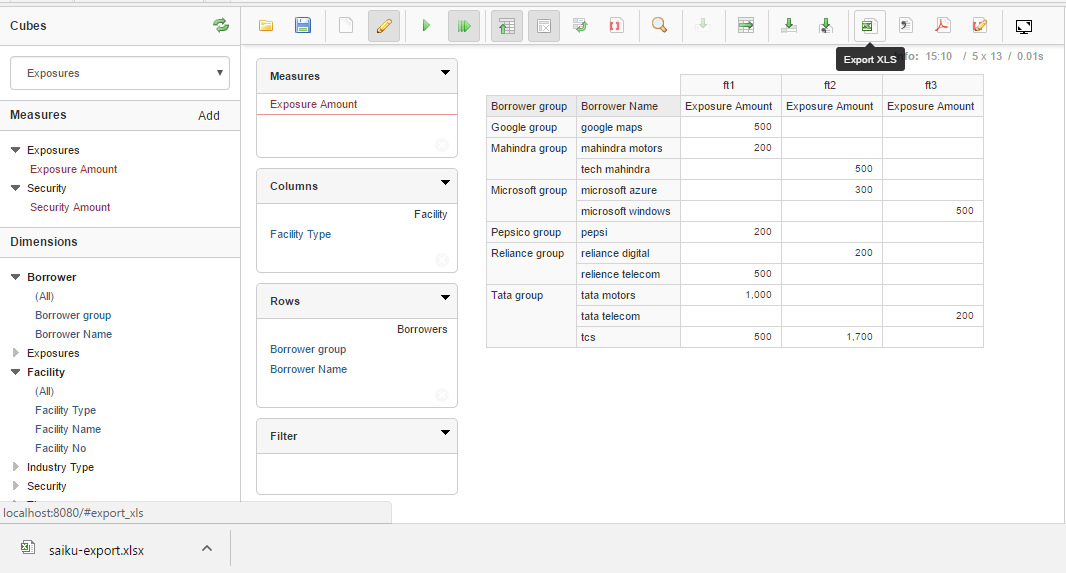 Cubes
Exposures
Measures Add
Exposures
Exposure Amount
Security
Security Amount
Dimensions
Borrower
(All)
Borrower group
Borrower Name
Exposures
Facility
(All)
Facility Type
Facility Name
Facility No
Industry Type
Security
localhost:8080/#export_xls
Measures
Exposure Amount
Columns
Facility
Facility Type
Rows
Borrowers
Borrower group
Borrower Name
Filter
Export XLS
15:10 / 5 x 13 / 0.01s
ft1 ft2 ft3
Borrower group Borrower Name Exposure Amount Exposure Amount Exposure Amount
Google group google maps 500
Mahindra group mahindra motors 200
tech mahindra 500
Microsoft group microsoft azure 300
microsoft windows 500
Pepsico group pepsi 200
Reliance group reliance digital 200
relience telecom 500
Tata group tata motors 1,000
tata telecom 200
tcs 500 1,700
saiku-export.xlsx